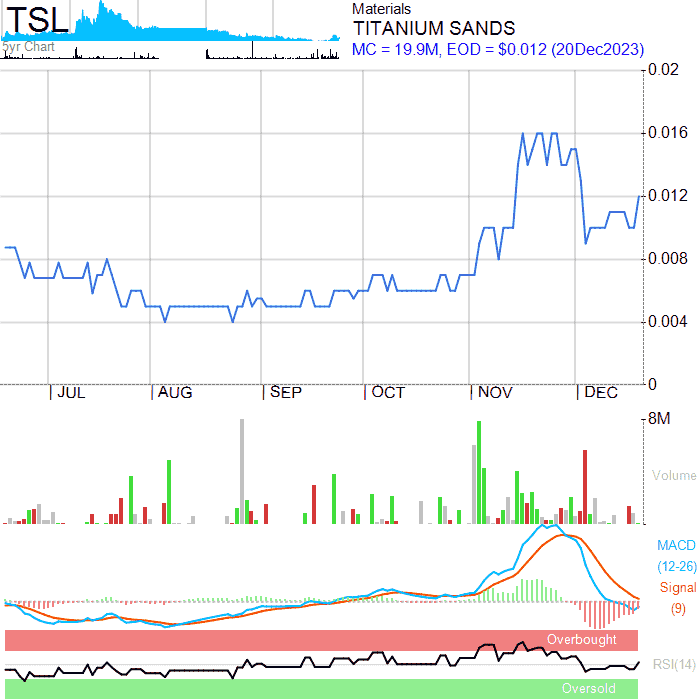 TSL
5yr Chart
Materials
TITANIUM SANDS
MC = 19.9M, EOD = $0.012 (20Dec2023)
0.02
0.016
0.012
0.008
0.004
0
JUL AUG SEP OCT NOV DEC
8M
Volume
MACD
(12-26)
Signal
(9)
Overbought
RSI(14)
Oversold